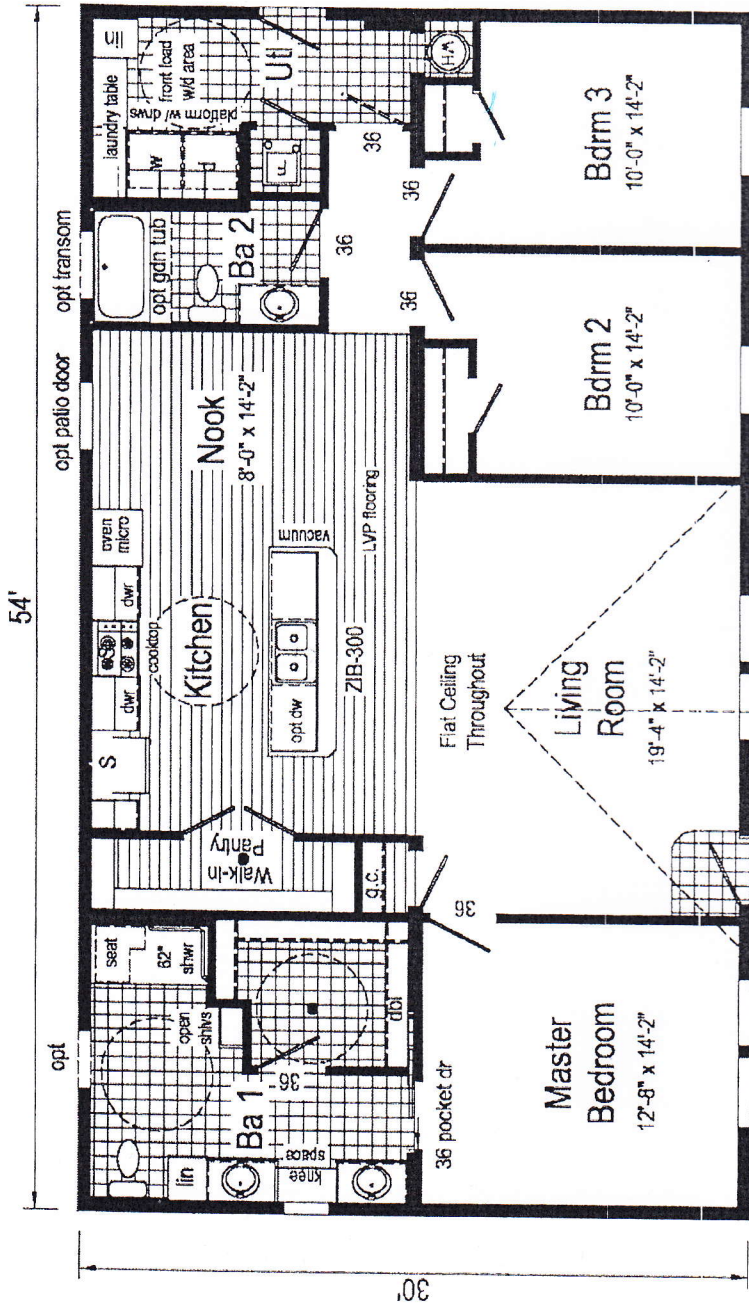 54'
30'
opt
opt patio door
opt transom
seat
62"
shwr
open
shlvs
Ba 1
lin
knee
space
36
dbl
36 pocket dr
Master
Bedroom
12'-8" x 14'-2"
36
Walk-In
Pantry
g.c.
S
dwr
cooktop
dwr
oven
micro
Kitchen
opt dw
vacuum
ZIB-300
LVP flooring
Nook
8'-0" x 14'-2"
Flat Ceiling
Throughout
Living
Room
19'-4" x 14'-2"
opt gdn tub
Ba 2
36
laundry table
lin
w
d
platform w/ drws
front load
w/d area
Utl
F
36
WH
36
36
Bdrm 2
10'-0" x 14'-2"
Bdrm 3
10'-0" x 14'-2"